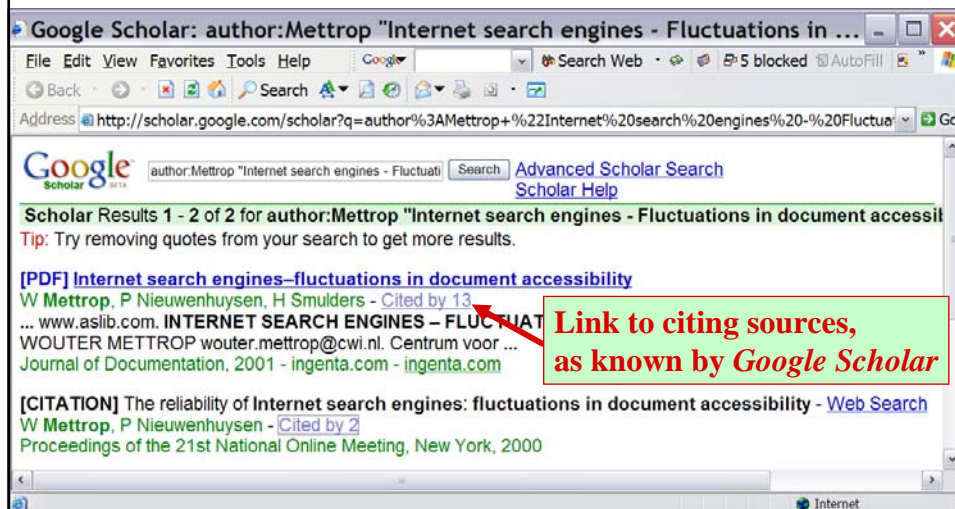 Google Scholar: author:Mettrop "Internet search engines - Fluctuations in ...
File Edit View Favorites Tools Help Google Search Web 5 blocked AutoFill
Back Search
Address http://scholar.google.com/scholar?q=author%3AMettrop+%22Internet%20search%20engines%20-%20Fluctua Go
Google Scholar BETA author:Mettrop "Internet search engines - Fluctuati Search Advanced Scholar Search
Scholar Help
Scholar Results 1 - 2 of 2 for author:Mettrop "Internet search engines - Fluctuations in document accessib
Tip: Try removing quotes from your search to get more results.
[PDF] Internet search engines–fluctuations in document accessibility
W Mettrop, P Nieuwenhuysen, H Smulders - Cited by 13
... www.aslib.com. INTERNET SEARCH ENGINES – FLUCTUAT
WOUTER METTROP wouter.mettrop@cwi.nl. Centrum voor ...
Journal of Documentation, 2001 - ingenta.com - ingenta.com
Link to citing sources,
as known by Google Scholar
[CITATION] The reliability of Internet search engines: fluctuations in document accessibility - Web Search
W Mettrop, P Nieuwenhuysen - Cited by 2
Proceedings of the 21st National Online Meeting, New York, 2000
Internet